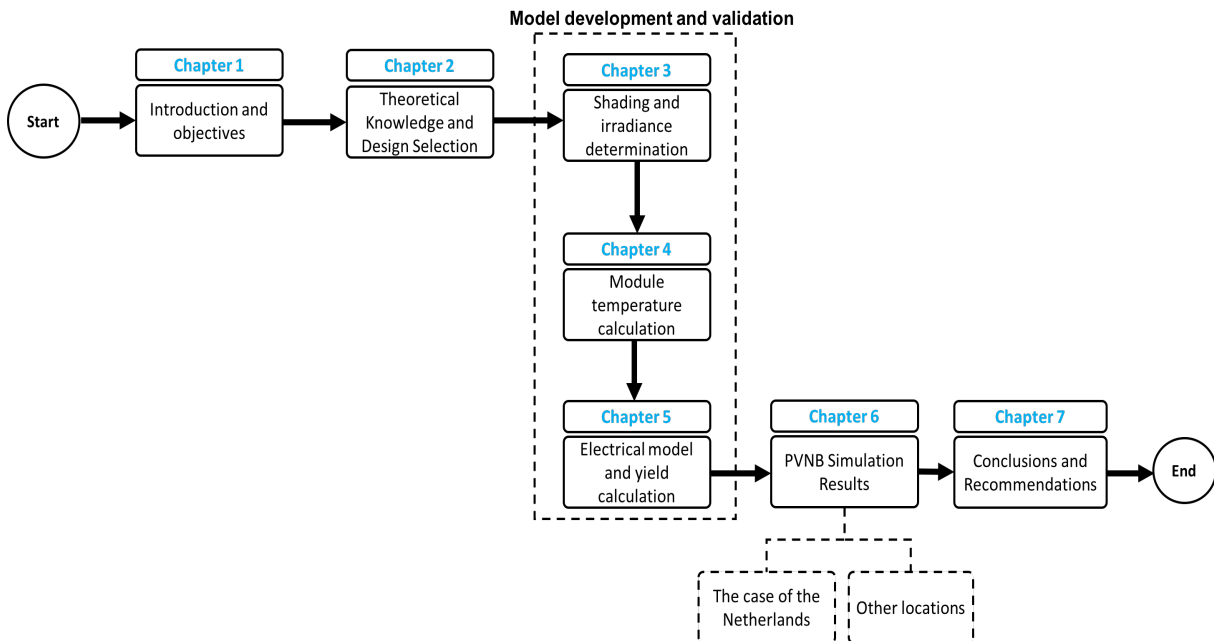 Model development and validation
Start
Chapter 1
Introduction and
objectives
Chapter 2
Theoretical
Knowledge and
Design Selection
Chapter 3
Shading and
irradiance
determination
Chapter 4
Module
temperature
calculation
Chapter 5
Electrical model
and yield
calculation
Chapter 6
PVNB Simulation
Results
Chapter 7
Conclusions and
Recommendations
End
The case of the
Netherlands
Other locations